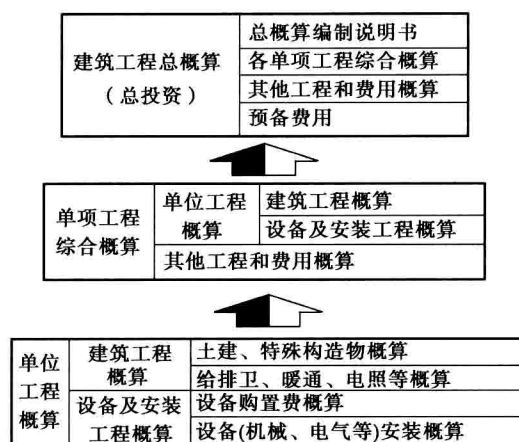 建筑工程总概算
（总投资）
总概算编制说明书
各单项工程综合概算
其他工程和费用概算
预备费用
单项工程
综合概算
单位工程
概算
建筑工程概算
设备及安装工程概算
其他工程和费用概算
单位
工程
概算
建筑工程
概算
土建、特殊构造物概算
给排卫、暖通、电照等概算
设备及安装
工程概算
设备购置费概算
设备(机械、电气等)安装概算